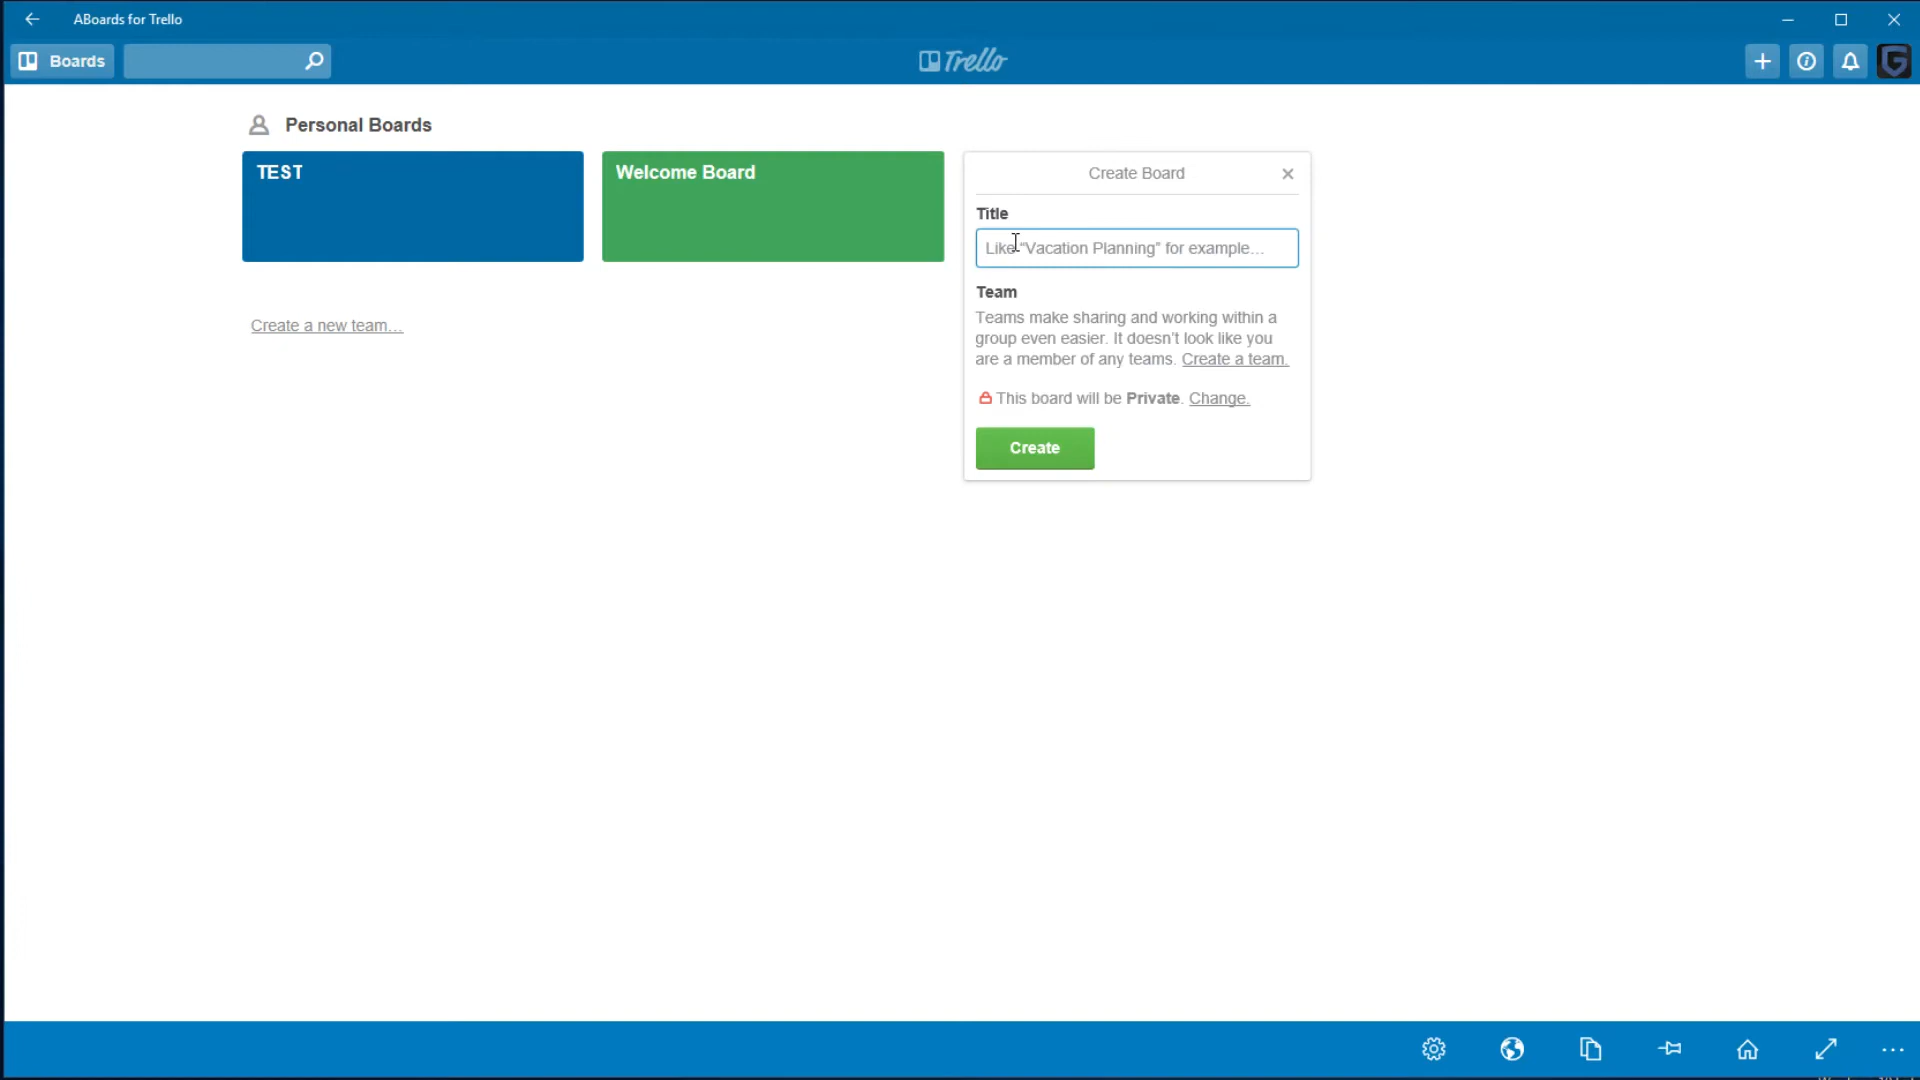 ABoards for Trello
Boards
Trello
Personal Boards
TEST
Welcome Board
Create Board
Title
Like “Vacation Planning” for example…
Team
Teams make sharing and working within a
group even easier. It doesn’t look like you
are a member of any teams. Create a team.
This board will be Private. Change.
Create
Create a new team…